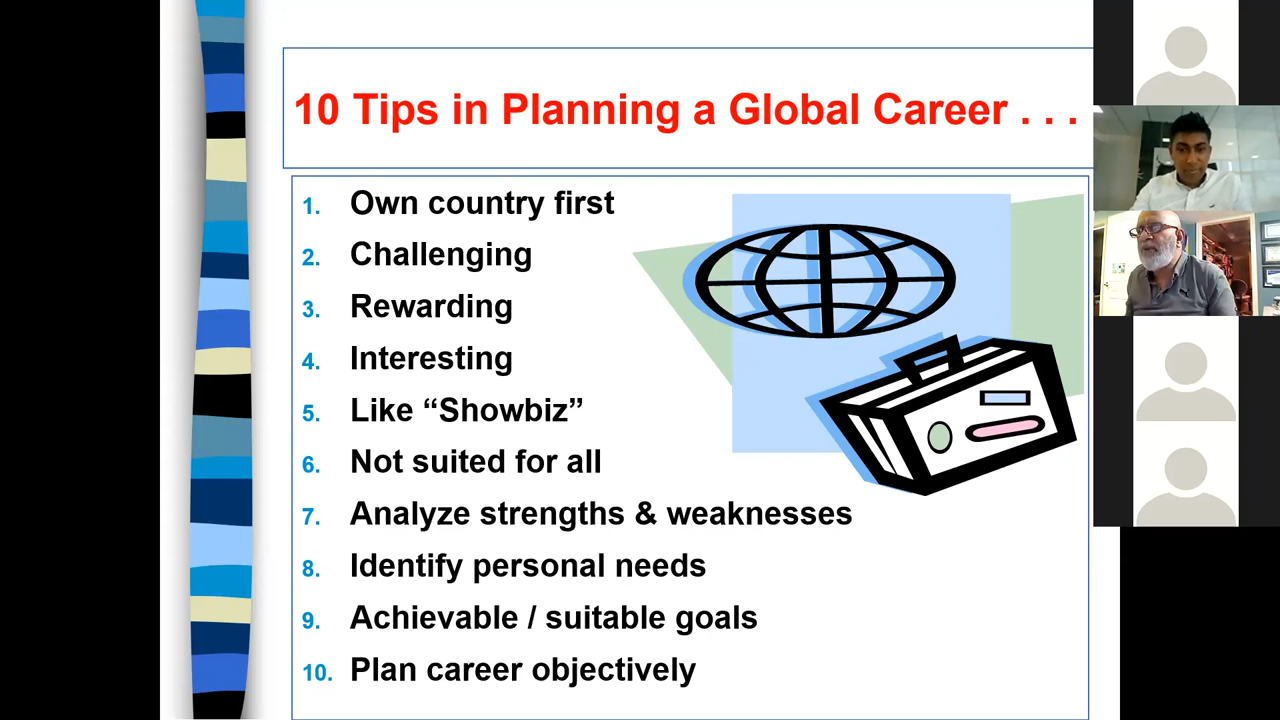 10 Tips in Planning a Global Career . . .
1. Own country first
2. Challenging
3. Rewarding
4. Interesting
5. Like “Showbiz”
6. Not suited for all
7. Analyze strengths & weaknesses
8. Identify personal needs
9. Achievable / suitable goals
10. Plan career objectively